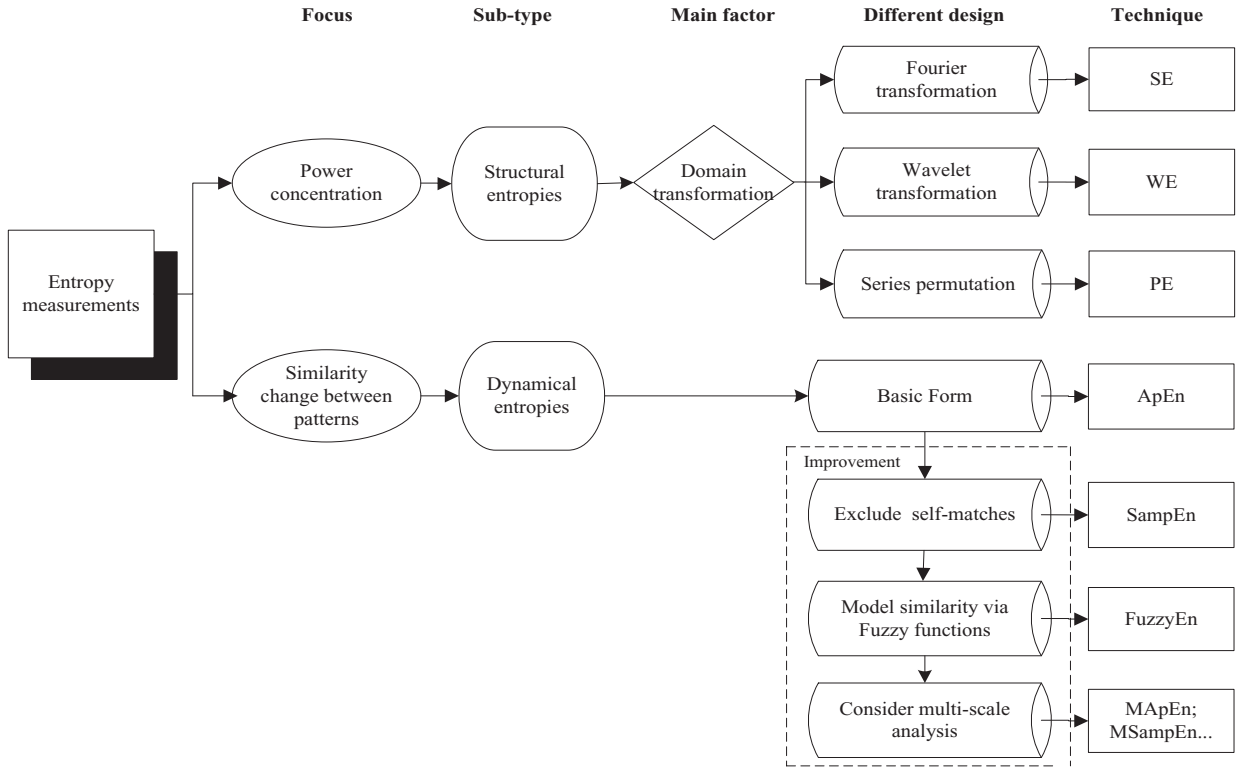 Focus
Sub-type
Main factor
Different design
Technique
Entropy
measurements
Power
concentration
Structural
entropies
Domain
transformation
Fourier
transformation
SE
Wavelet
transformation
WE
Series permutation
PE
Similarity
change between
patterns
Dynamical
entropies
Basic Form
ApEn
Improvement
Exclude self-matches
SampEn
Model similarity via
Fuzzy functions
FuzzyEn
Consider multi-scale
analysis
MApEn;
MSampEn...